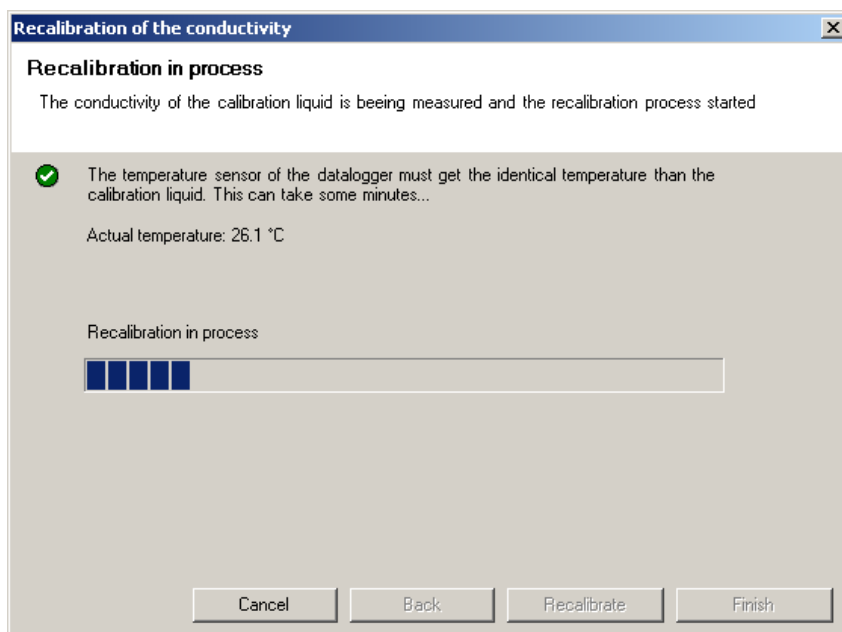 Recalibration of the conductivity
Recalibration in process
The conductivity of the calibration liquid is beeing measured and the recalibration process started
The temperature sensor of the datalogger must get the identical temperature than the
calibration liquid. This can take some minutes...
Actual temperature: 26.1 °C
Recalibration in process
Cancel Back Recalibrate Finish